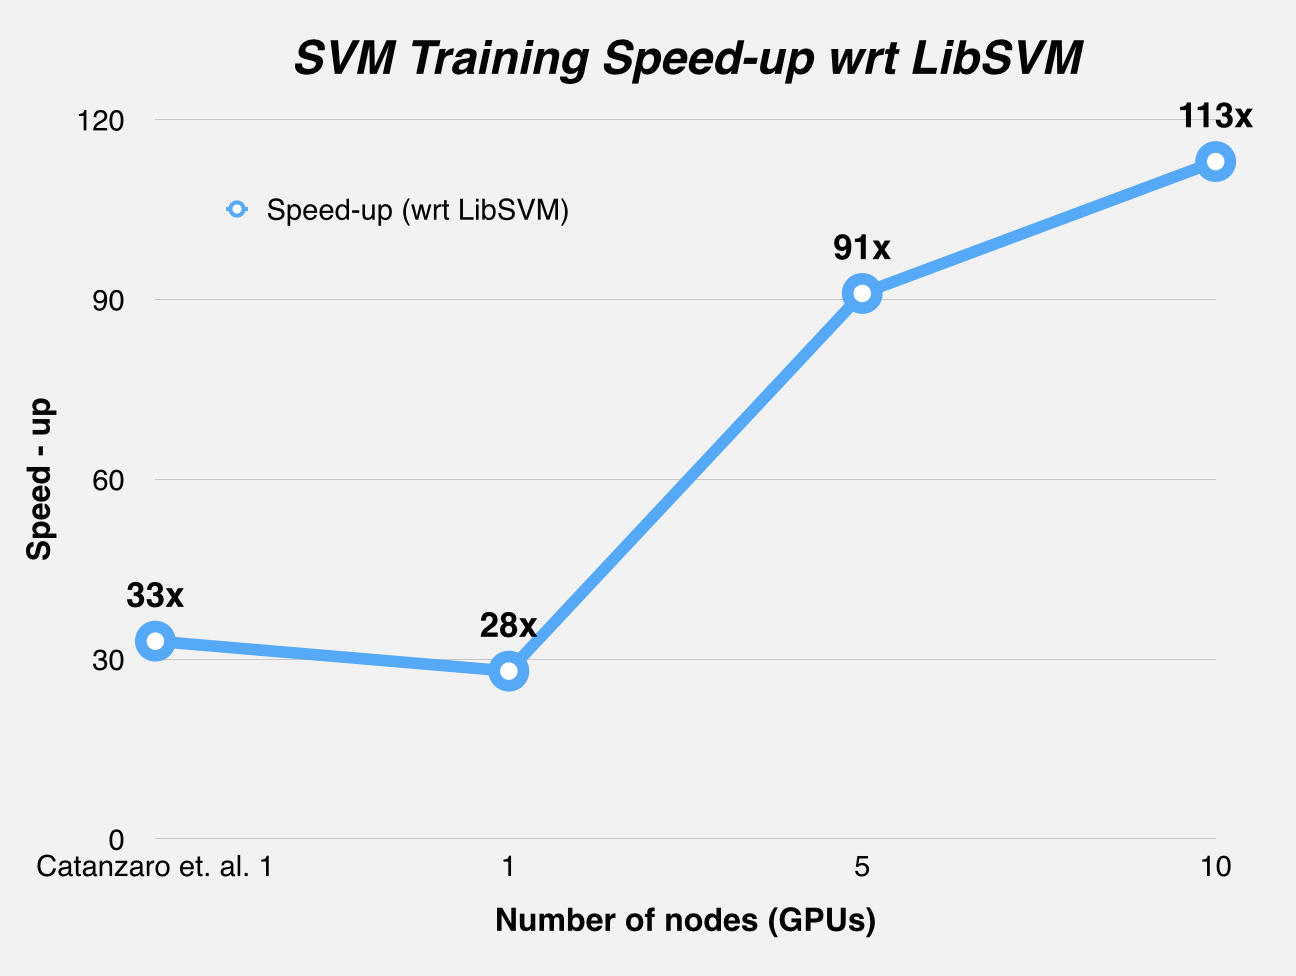 SVM Training Speed-up wrt LibSVM
120
113x
Speed-up (wrt LibSVM)
91x
90
Speed - up
60
33x
28x
30
0
Catanzaro et. al. 1
1
5
10
Number of nodes (GPUs)